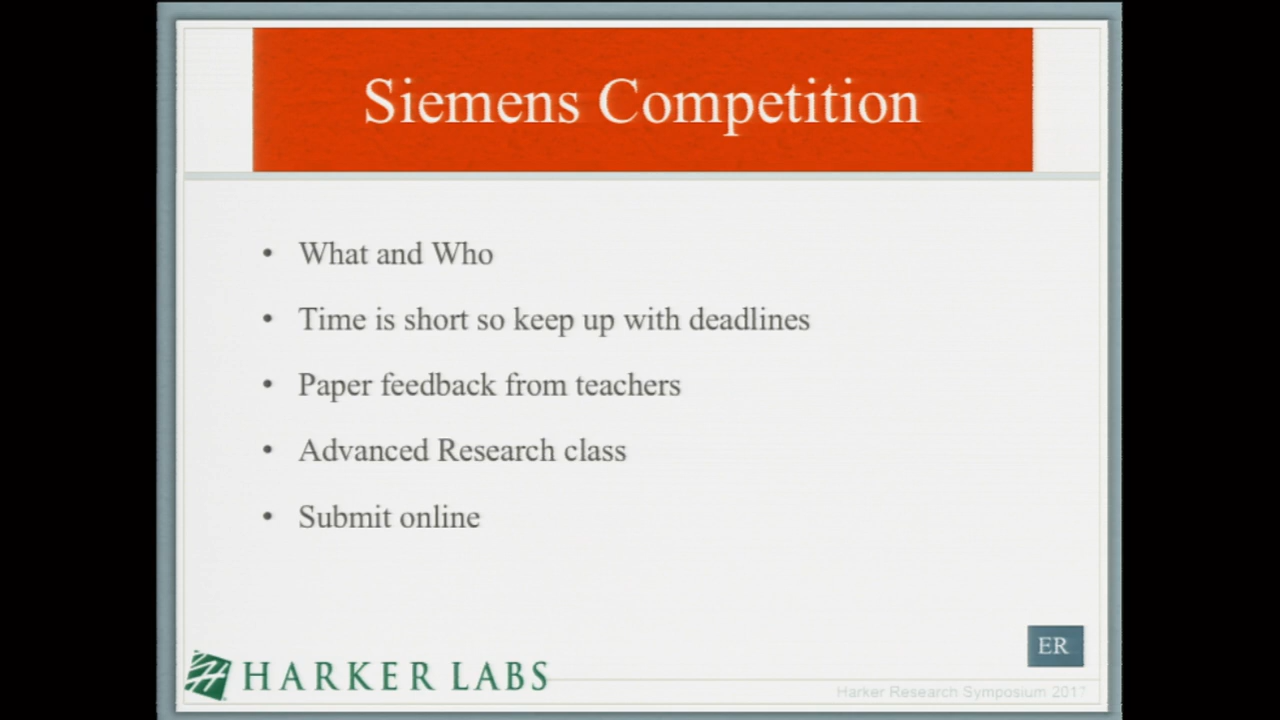 Siemens Competition
• What and Who
• Time is short so keep up with deadlines
• Paper feedback from teachers
• Advanced Research class
• Submit online
ER
HARKER LABS
Harker Research Symposium 2017